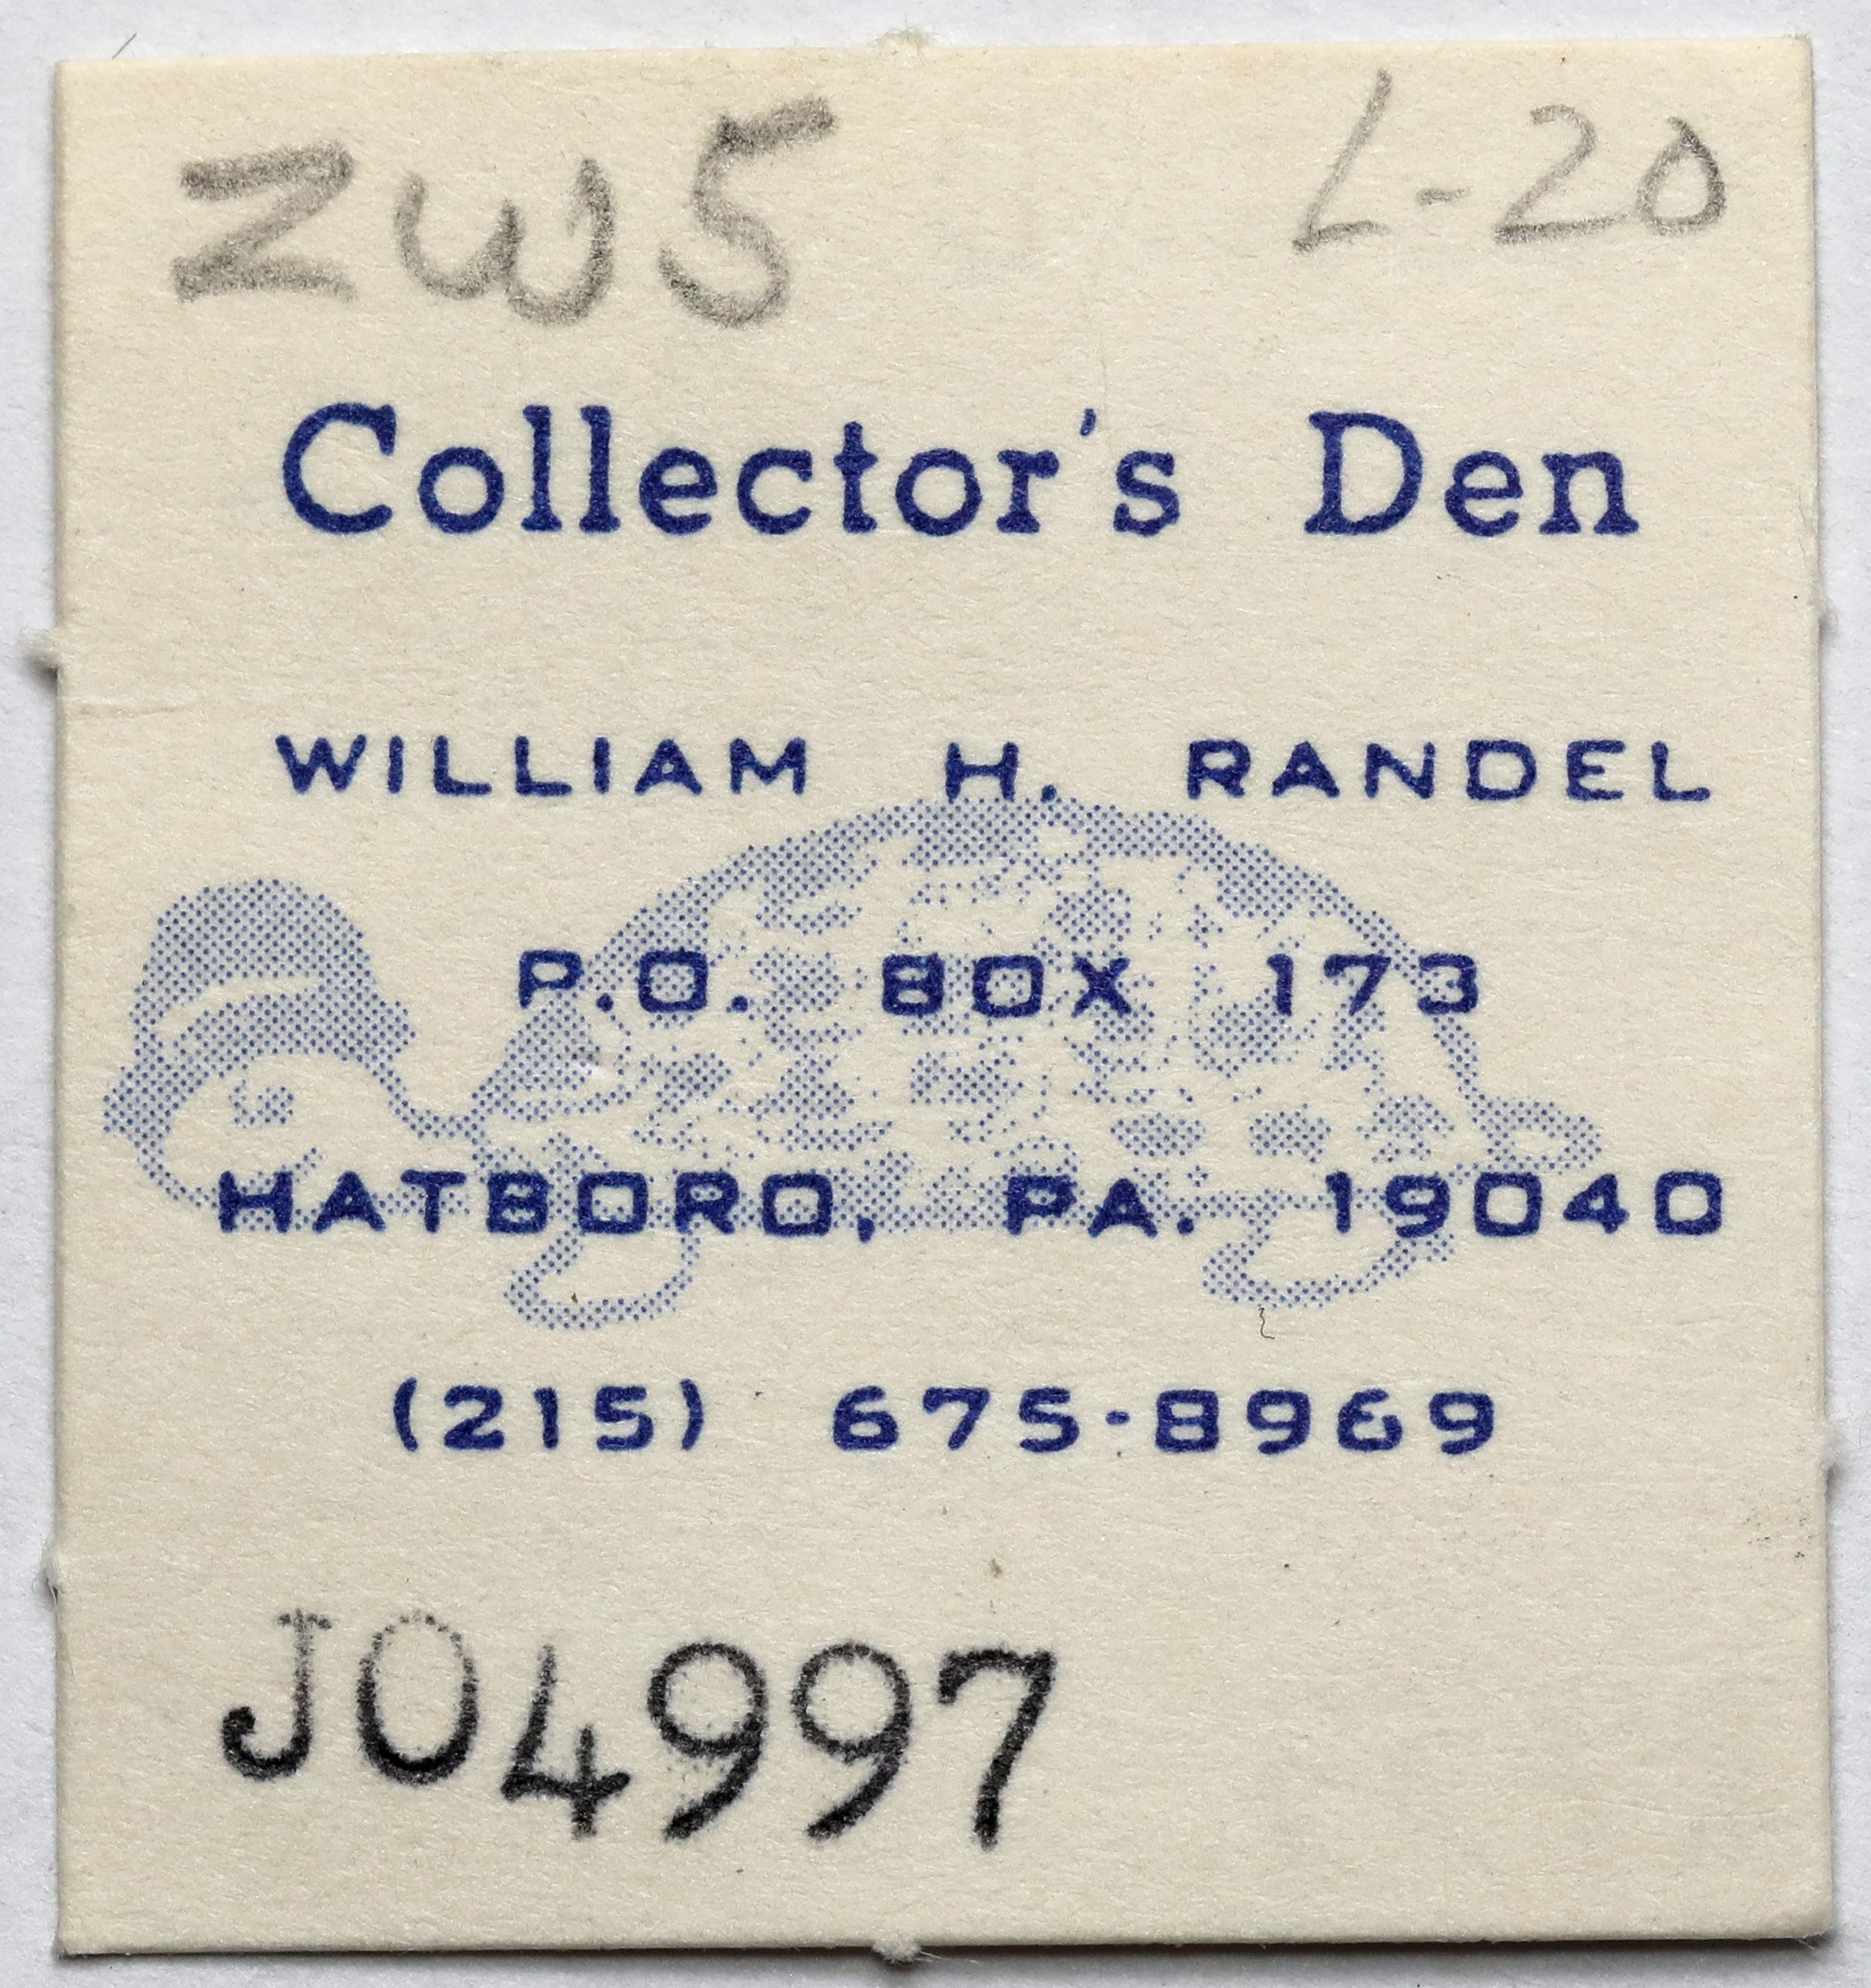 ZW5 L-20
Collector's Den
WILLIAM H. RANDEL
P.O. BOX 173
HATBORO, PA. 19040
(215) 675-8969
J04997